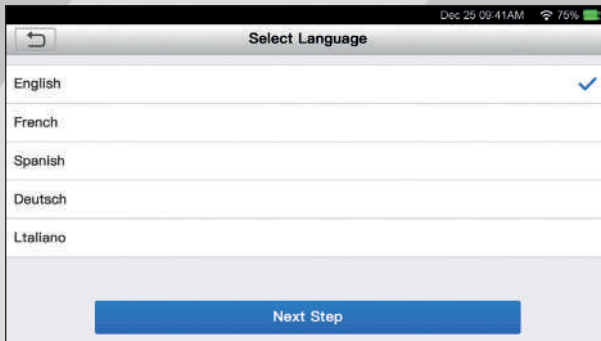 Dec 25 09:41AM 75%
Select Language
English
French
Spanish
Deutsch
Ltaliano
Next Step